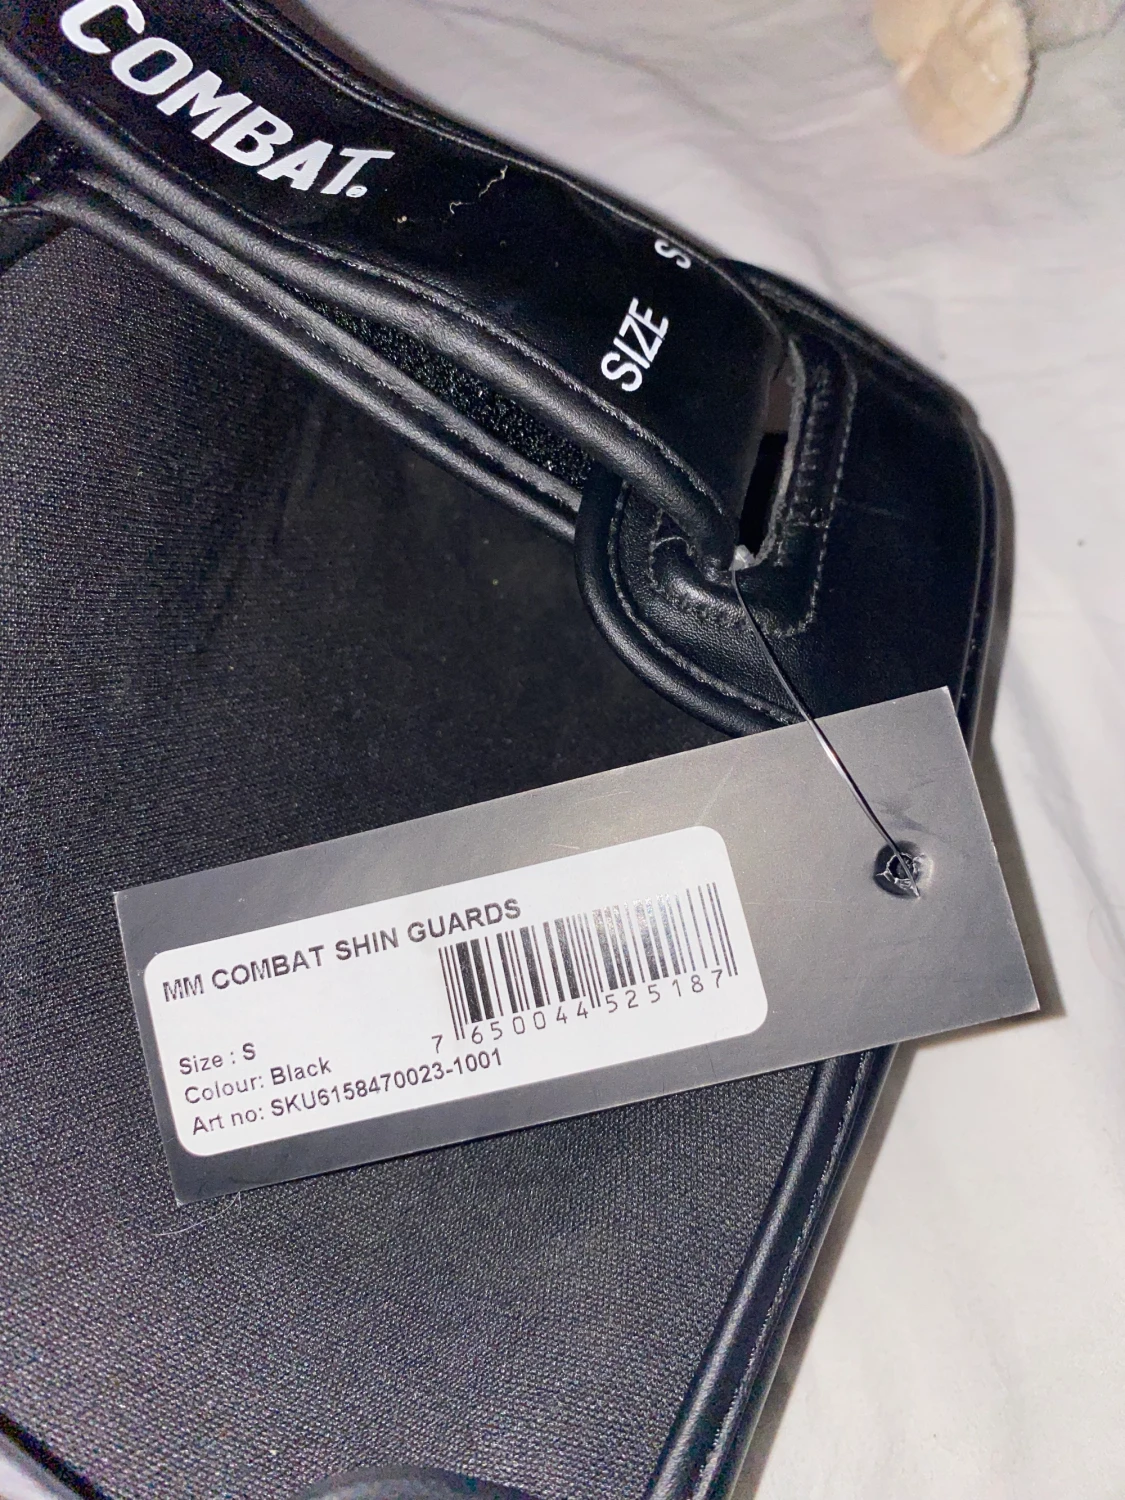 COMBAT®
SIZE S
MM COMBAT SHIN GUARDS
7 650044 525187
Size : S
Colour: Black
Art no: SKU6158470023-1001